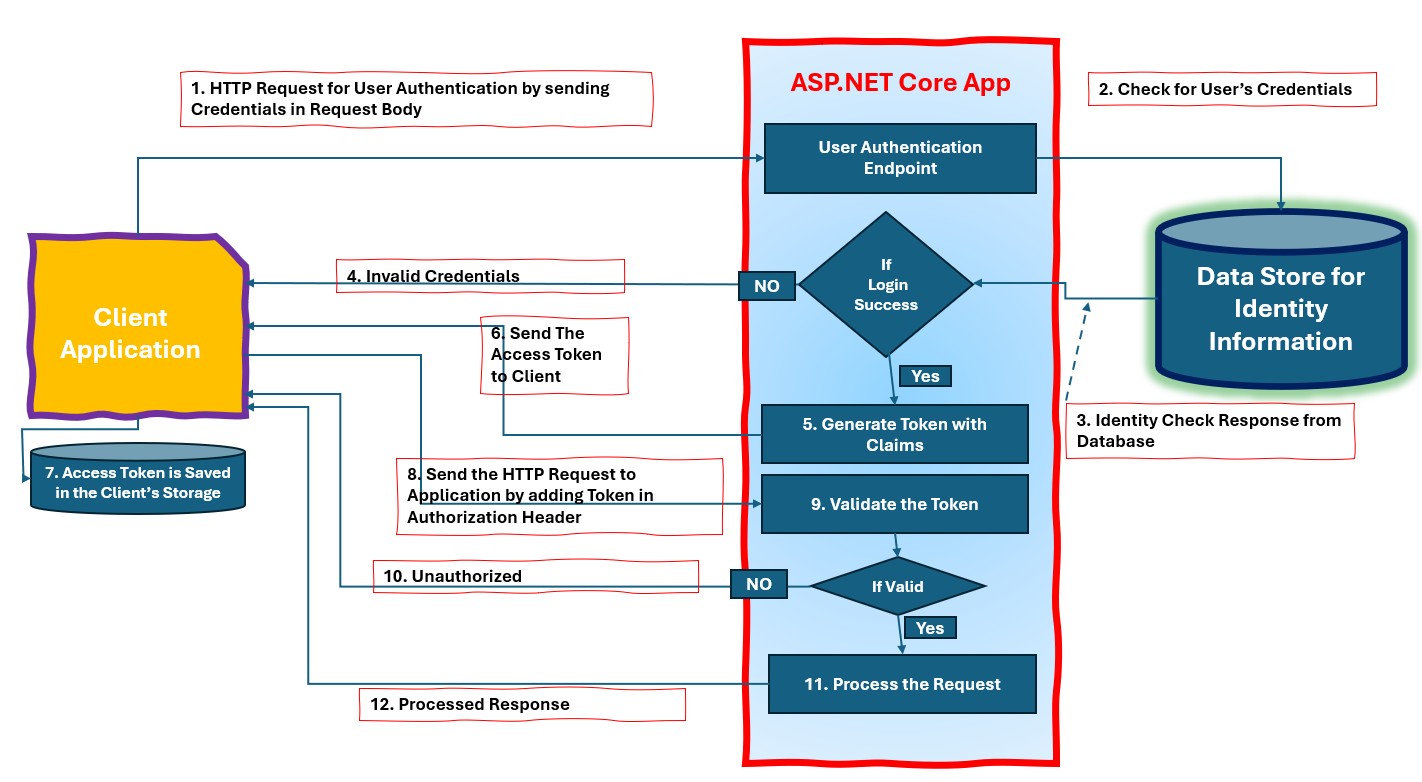 ASP.NET Core App
1. HTTP Request for User Authentication by sending
Credentials in Request Body
2. Check for User’s Credentials
User Authentication
Endpoint
If
Login
Success
NO
4. Invalid Credentials
Data Store for
Identity
Information
Client
Application
6. Send The
Access Token
to Client
Yes
5. Generate Token with
Claims
3. Identity Check Response from
Database
7. Access Token is Saved
in the Client’s Storage
8. Send the HTTP Request to
Application by adding Token in
Authorization Header
9. Validate the Token
10. Unauthorized
NO
If Valid
Yes
11. Process the Request
12. Processed Response